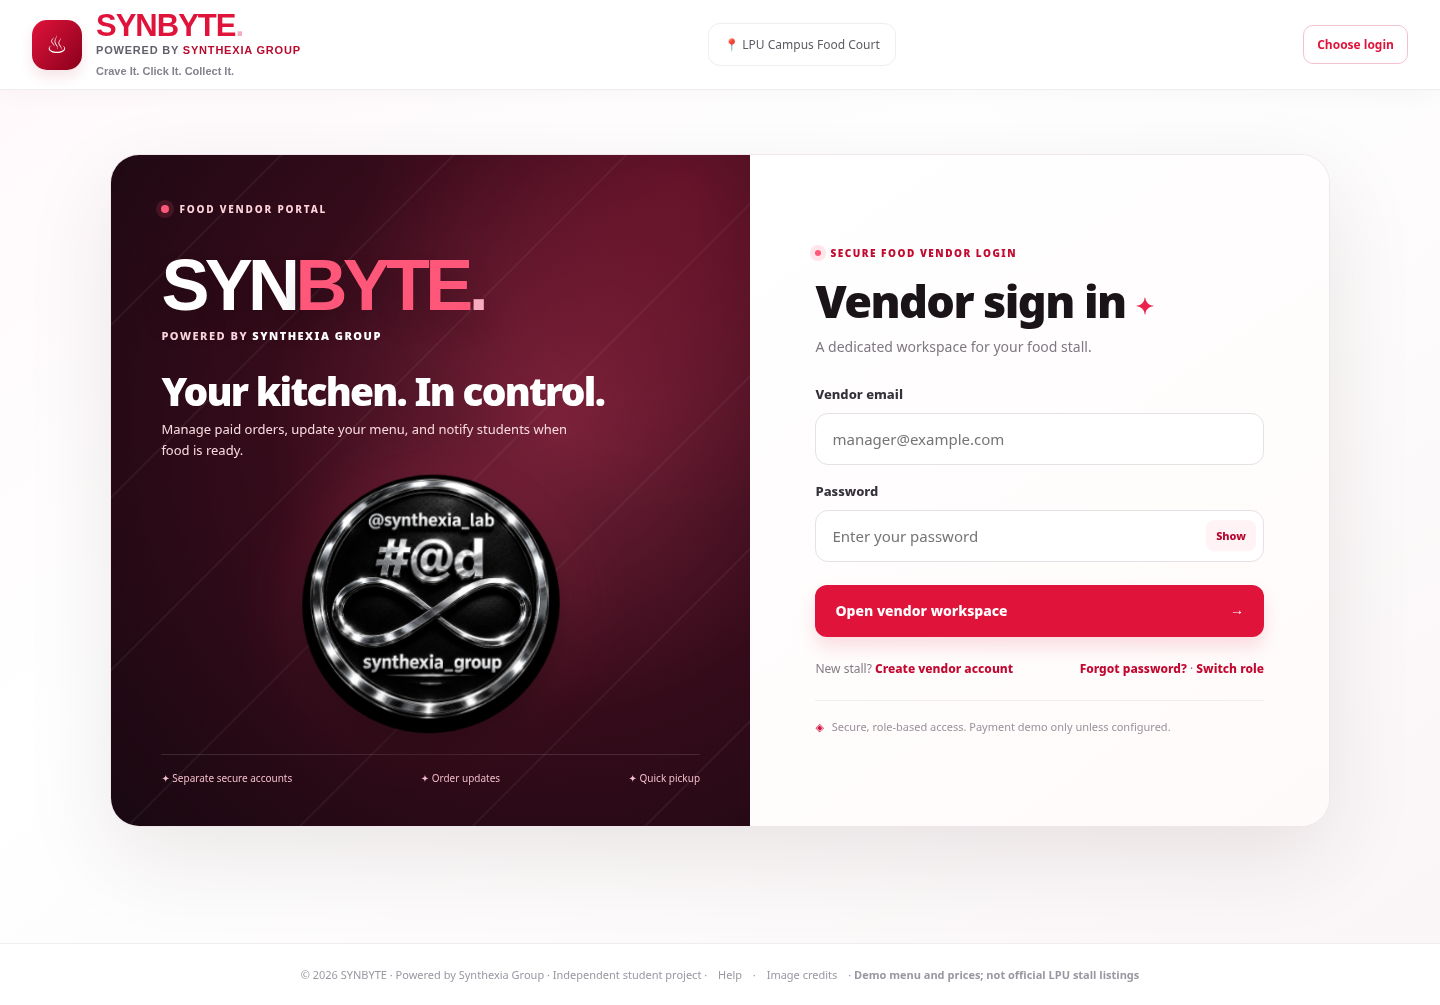 SYNBYTE.
POWERED BY SYNTHEXIA GROUP
Crave It. Click It. Collect It.
📍 LPU Campus Food Court
Choose login
FOOD VENDOR PORTAL
SYNBYTE.
POWERED BY SYNTHEXIA GROUP
Your kitchen. In control.
Manage paid orders, update your menu, and notify students when
food is ready.
@synthexia_lab
#@d
synthexia_group
✦ Separate secure accounts
✦ Order updates
✦ Quick pickup
SECURE FOOD VENDOR LOGIN
Vendor sign in ✦
A dedicated workspace for your food stall.
Vendor email
manager@example.com
Password
Enter your password
Show
Open vendor workspace →
New stall? Create vendor account
Forgot password? · Switch role
◈ Secure, role-based access. Payment demo only unless configured.
© 2026 SYNBYTE · Powered by Synthexia Group · Independent student project · Help · Image credits · Demo menu and prices; not official LPU stall listings